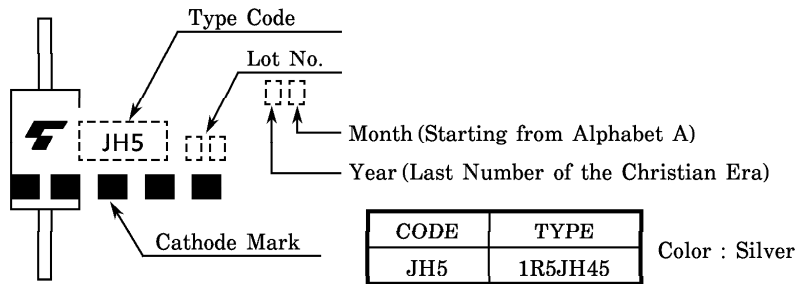 Type Code
Lot No.
JH5
Month (Starting from Alphabet A)
Year (Last Number of the Christian Era)
Cathode Mark
CODE TYPE
JH5 1R5JH45
Color : Silver